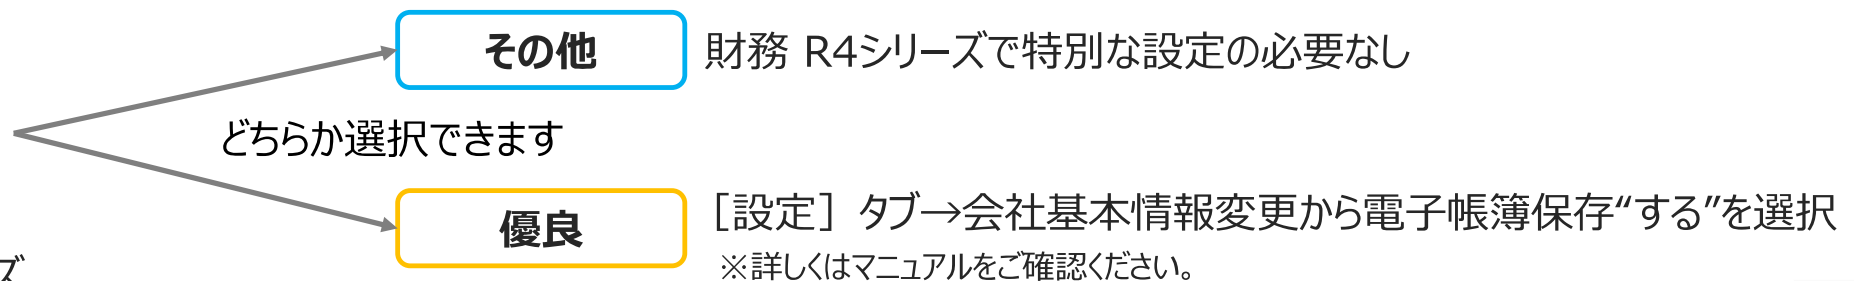 その他
財務 R4シリーズで特別な設定の必要なし
どちらか選択できます
優良
［設定］タブ→会社基本情報変更から電子帳簿保存“する”を選択
※詳しくはマニュアルをご確認ください。
ズ